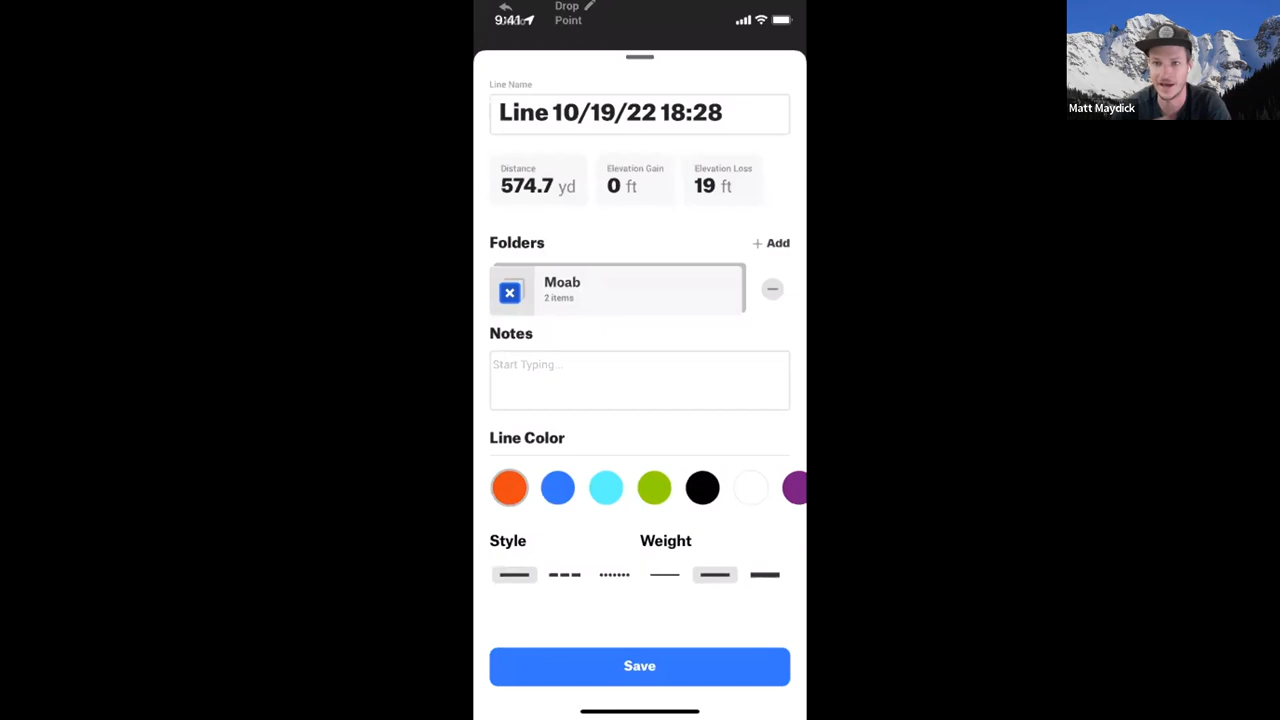 Drop
9:41
Point
Matt Maydick
Line Name
Line 10/19/22 18:28
Distance
Elevation Gain
Elevation Loss
574.7 yd
0 ft
19 ft
Folders
+ Add
Moab
2 items
Notes
Start Typing...
Line Color
Style
Weight
Save